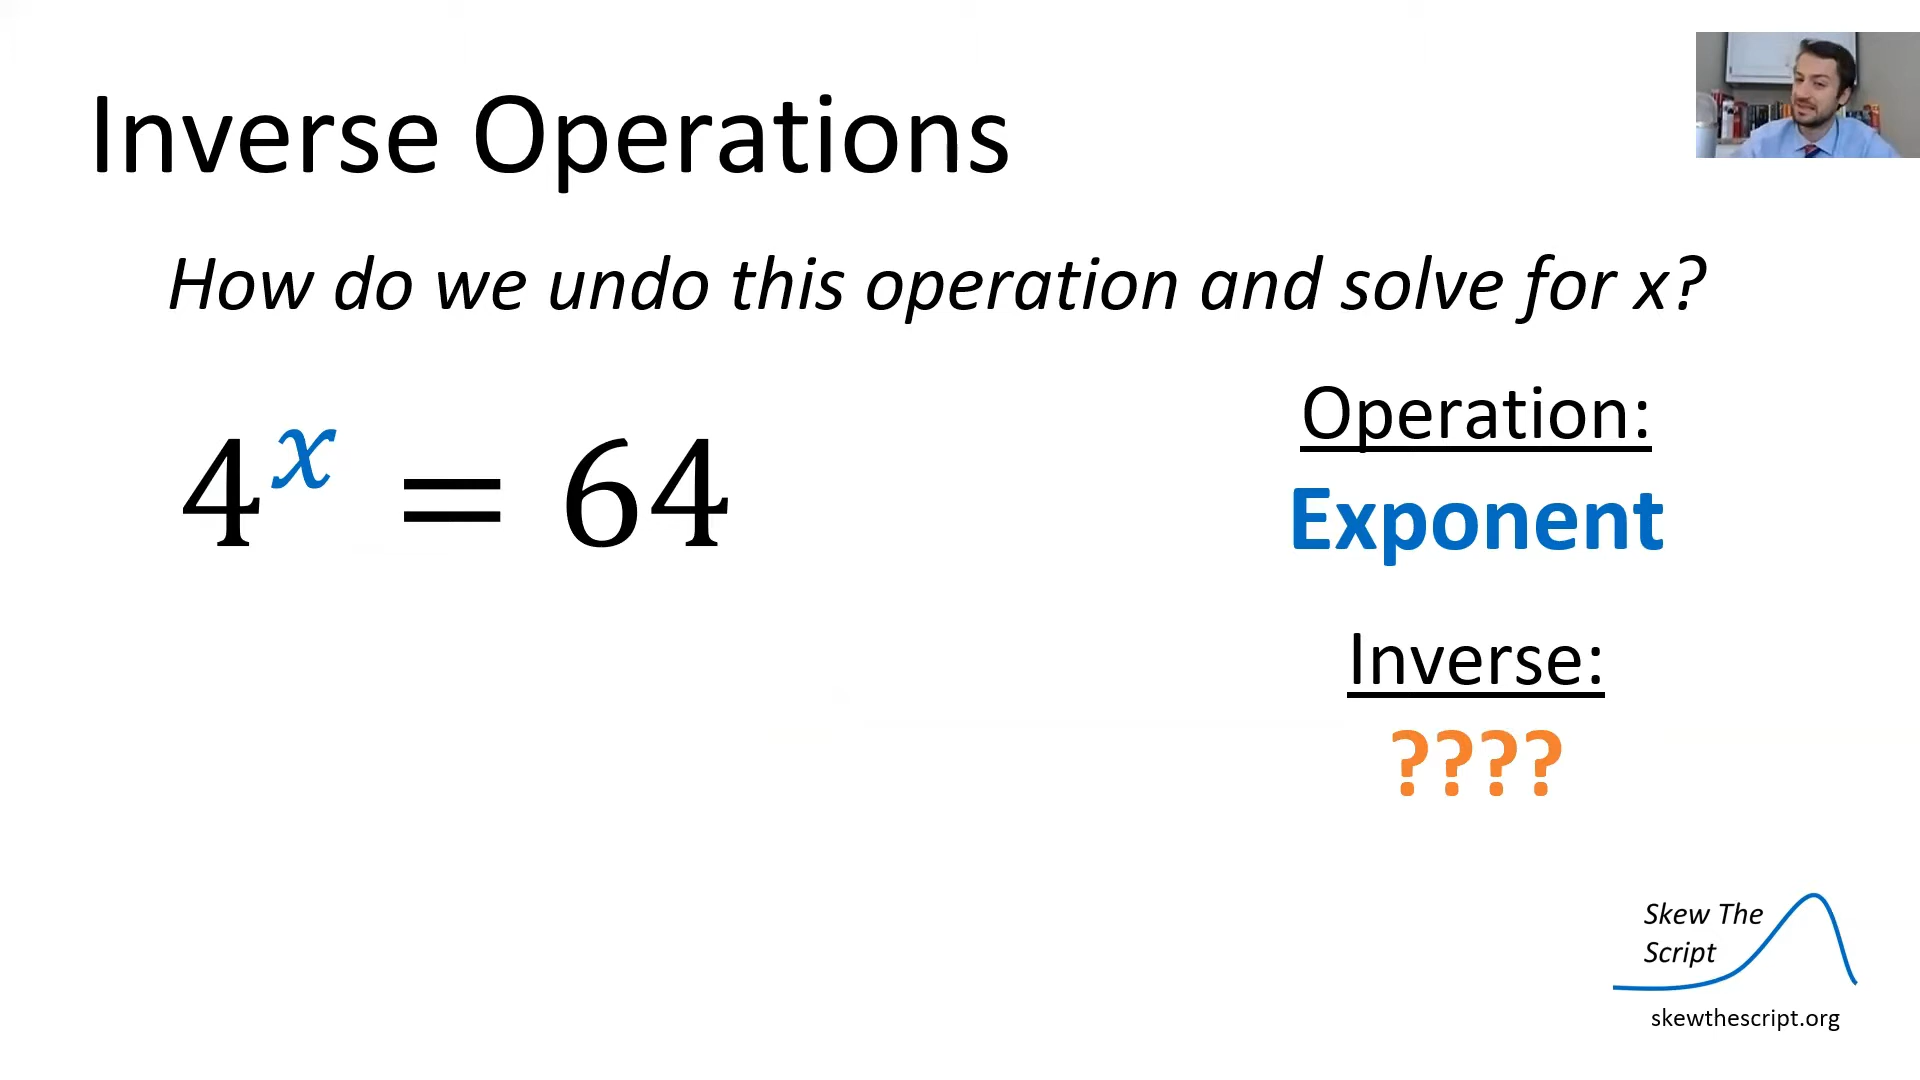 Inverse Operations
How do we undo this operation and solve for x?
4ˣ = 64
Operation:
Exponent
Inverse:
????
Skew The
Script
skewthescript.org